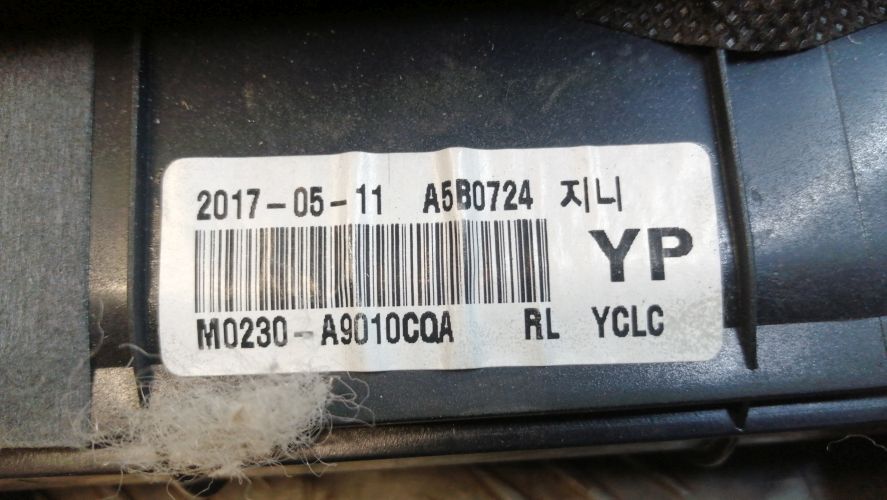 2017-05-11 A5B0724 지니
YP
M0230-A9010CQA RL YCLC